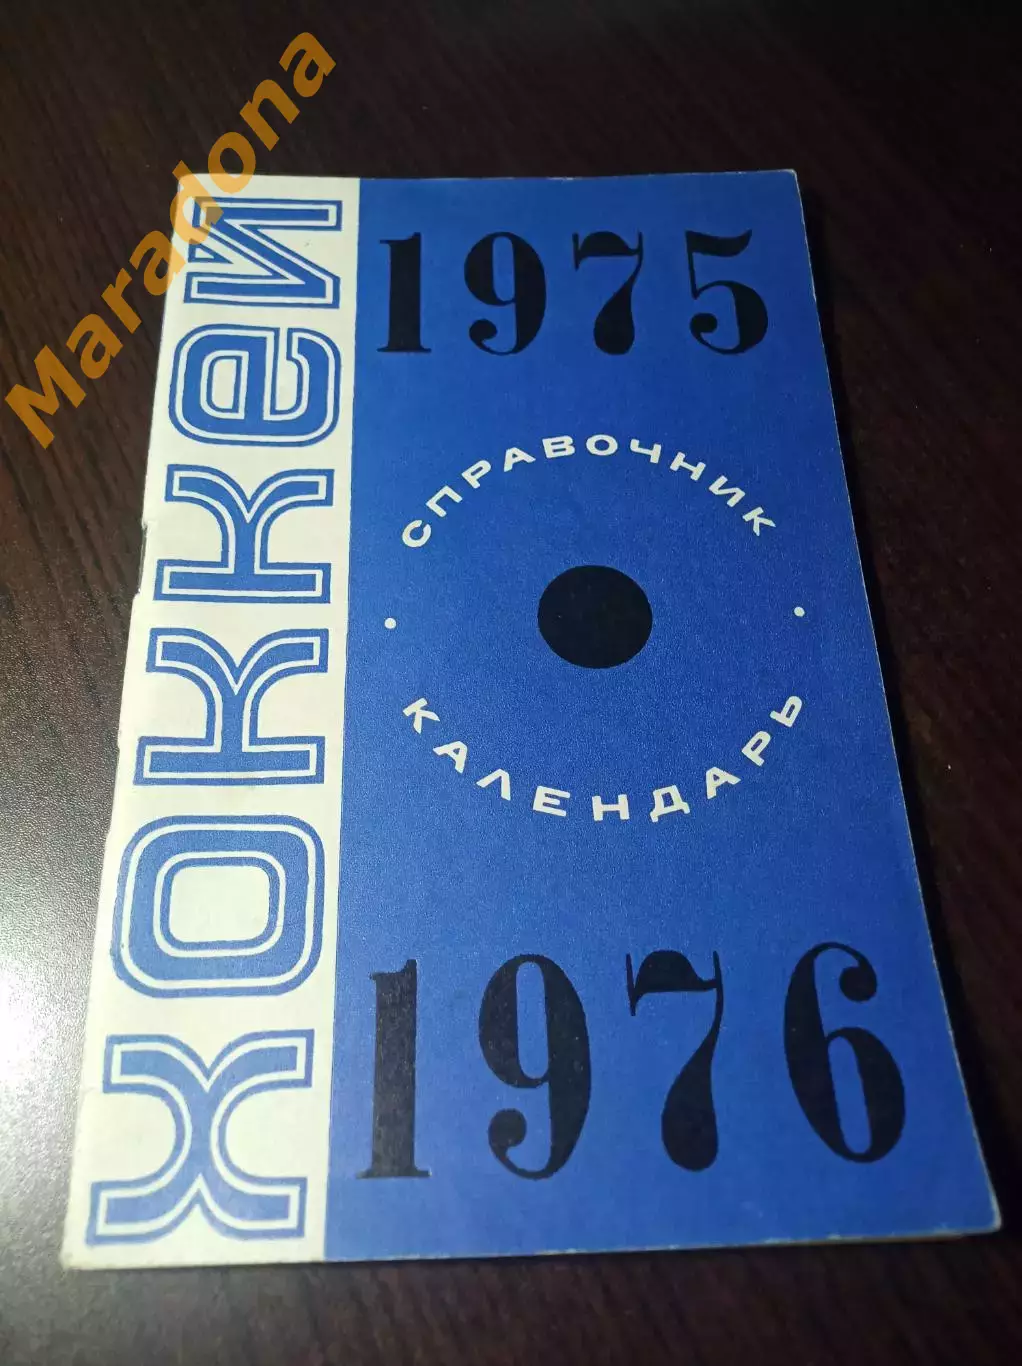 Maradona
ХОККЕЙ
1975
СПРАВОЧНИК
• КАЛЕНДАРЬ •
1976